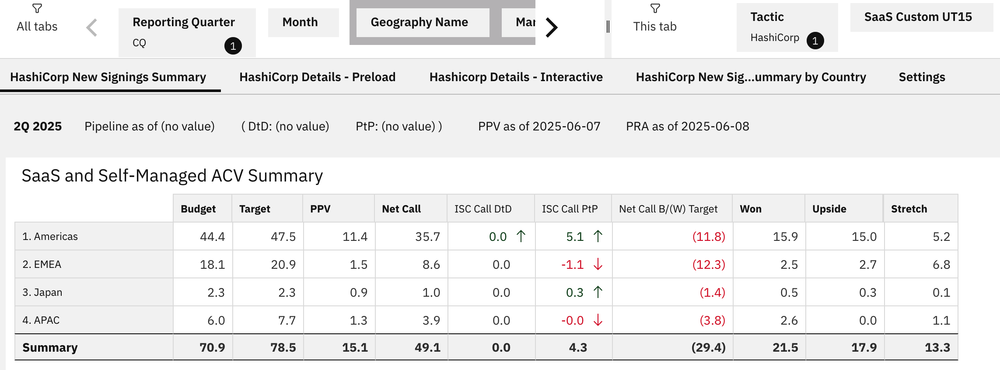 All tabs
Reporting Quarter
CQ
1
Month
Geography Name
Mar
This tab
Tactic
HashiCorp
1
SaaS Custom UT15
HashiCorp New Signings Summary HashiCorp Details - Preload Hashicorp Details - Interactive HashiCorp New Sig...ummary by Country Settings
2Q 2025 Pipeline as of (no value) ( DtD: (no value) PtP: (no value) ) PPV as of 2025-06-07 PRA as of 2025-06-08
SaaS and Self-Managed ACV Summary
Budget Target PPV Net Call ISC Call DtD ISC Call PtP Net Call B/(W) Target Won Upside Stretch
1. Americas 44.4 47.5 11.4 35.7 0.0 ↑ 5.1 ↑ (11.8) 15.9 15.0 5.2
2. EMEA 18.1 20.9 1.5 8.6 0.0 -1.1 ↓ (12.3) 2.5 2.7 6.8
3. Japan 2.3 2.3 0.9 1.0 0.0 0.3 ↑ (1.4) 0.5 0.3 0.1
4. APAC 6.0 7.7 1.3 3.9 0.0 -0.0 ↓ (3.8) 2.6 0.0 1.1
Summary 70.9 78.5 15.1 49.1 0.0 4.3 (29.4) 21.5 17.9 13.3